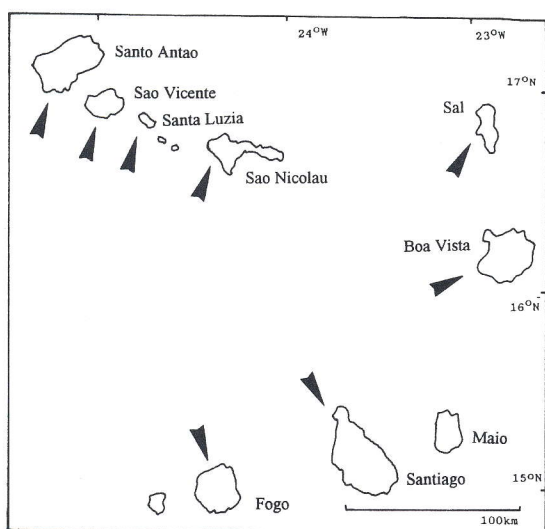 24°W
23°W
Santo Antao
17°N
Sao Vicente
Sal
Santa Luzia
Sao Nicolau
Boa Vista
16°N
Maio
Santiago
15°N
Fogo
100km